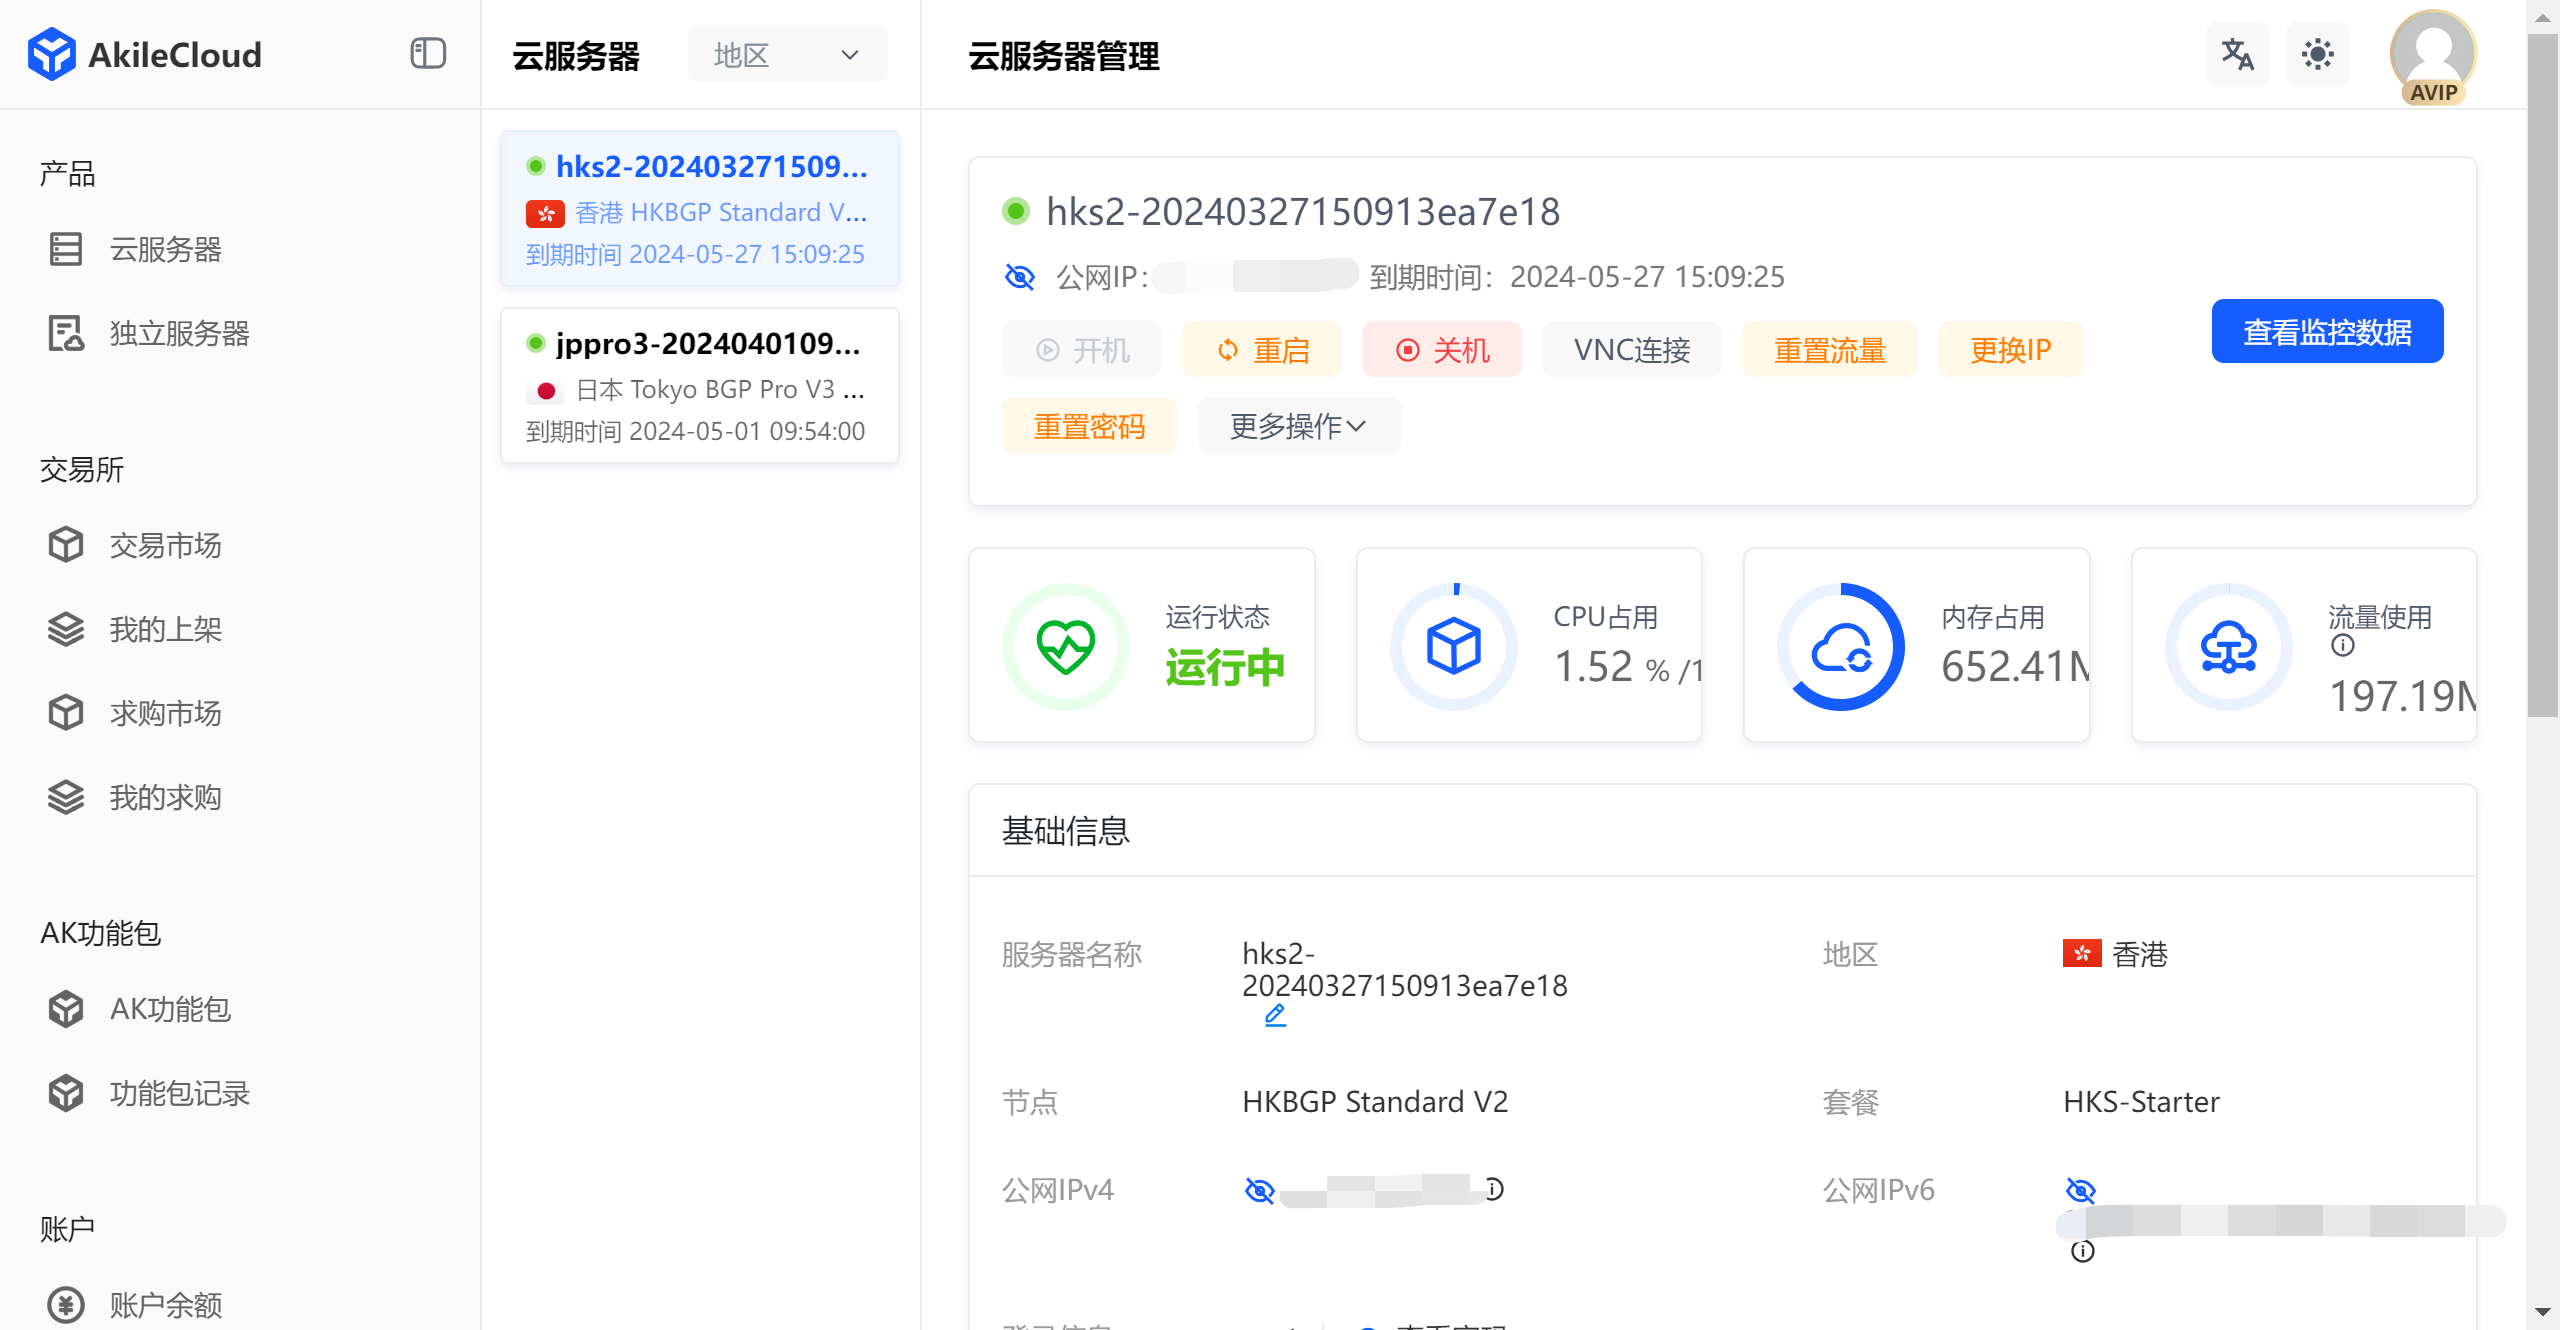 AkileCloud
产品
云服务器
独立服务器
交易所
交易市场
我的上架
求购市场
我的求购
AK功能包
AK功能包
功能包记录
账户
账户余额
云服务器
地区
hks2-202403271509...
香港 HKBGP Standard V...
到期时间 2024-05-27 15:09:25
jppro3-2024040109...
日本 Tokyo BGP Pro V3 ...
到期时间 2024-05-01 09:54:00
云服务器管理
AVIP
hks2-20240327150913ea7e18
公网IP: 到期时间：2024-05-27 15:09:25
开机 重启 关机 VNC连接 重置流量 更换IP
查看监控数据
重置密码 更多操作
运行状态
运行中
CPU占用
1.52 % /1
内存占用
652.41M
流量使用
197.19M
基础信息
服务器名称
hks2-
20240327150913ea7e18
地区
香港
节点
HKBGP Standard V2
套餐
HKS-Starter
公网IPv4
公网IPv6